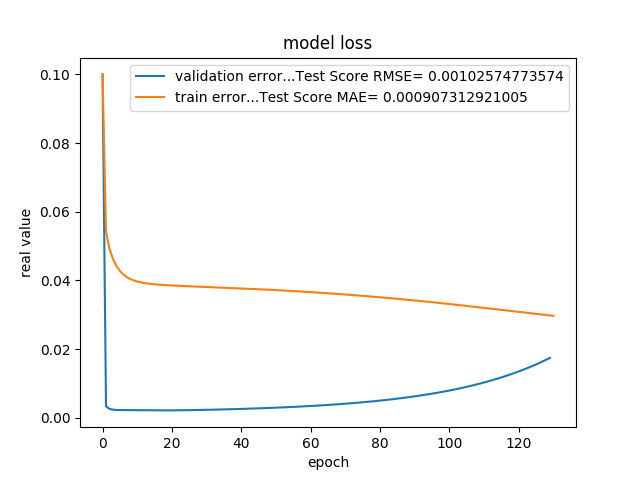 model loss
validation error...Test Score RMSE= 0.00102574773574
train error...Test Score MAE= 0.000907312921005
0.10
0.08
0.06
0.04
0.02
0.00
real value
0 20 40 60 80 100 120
epoch